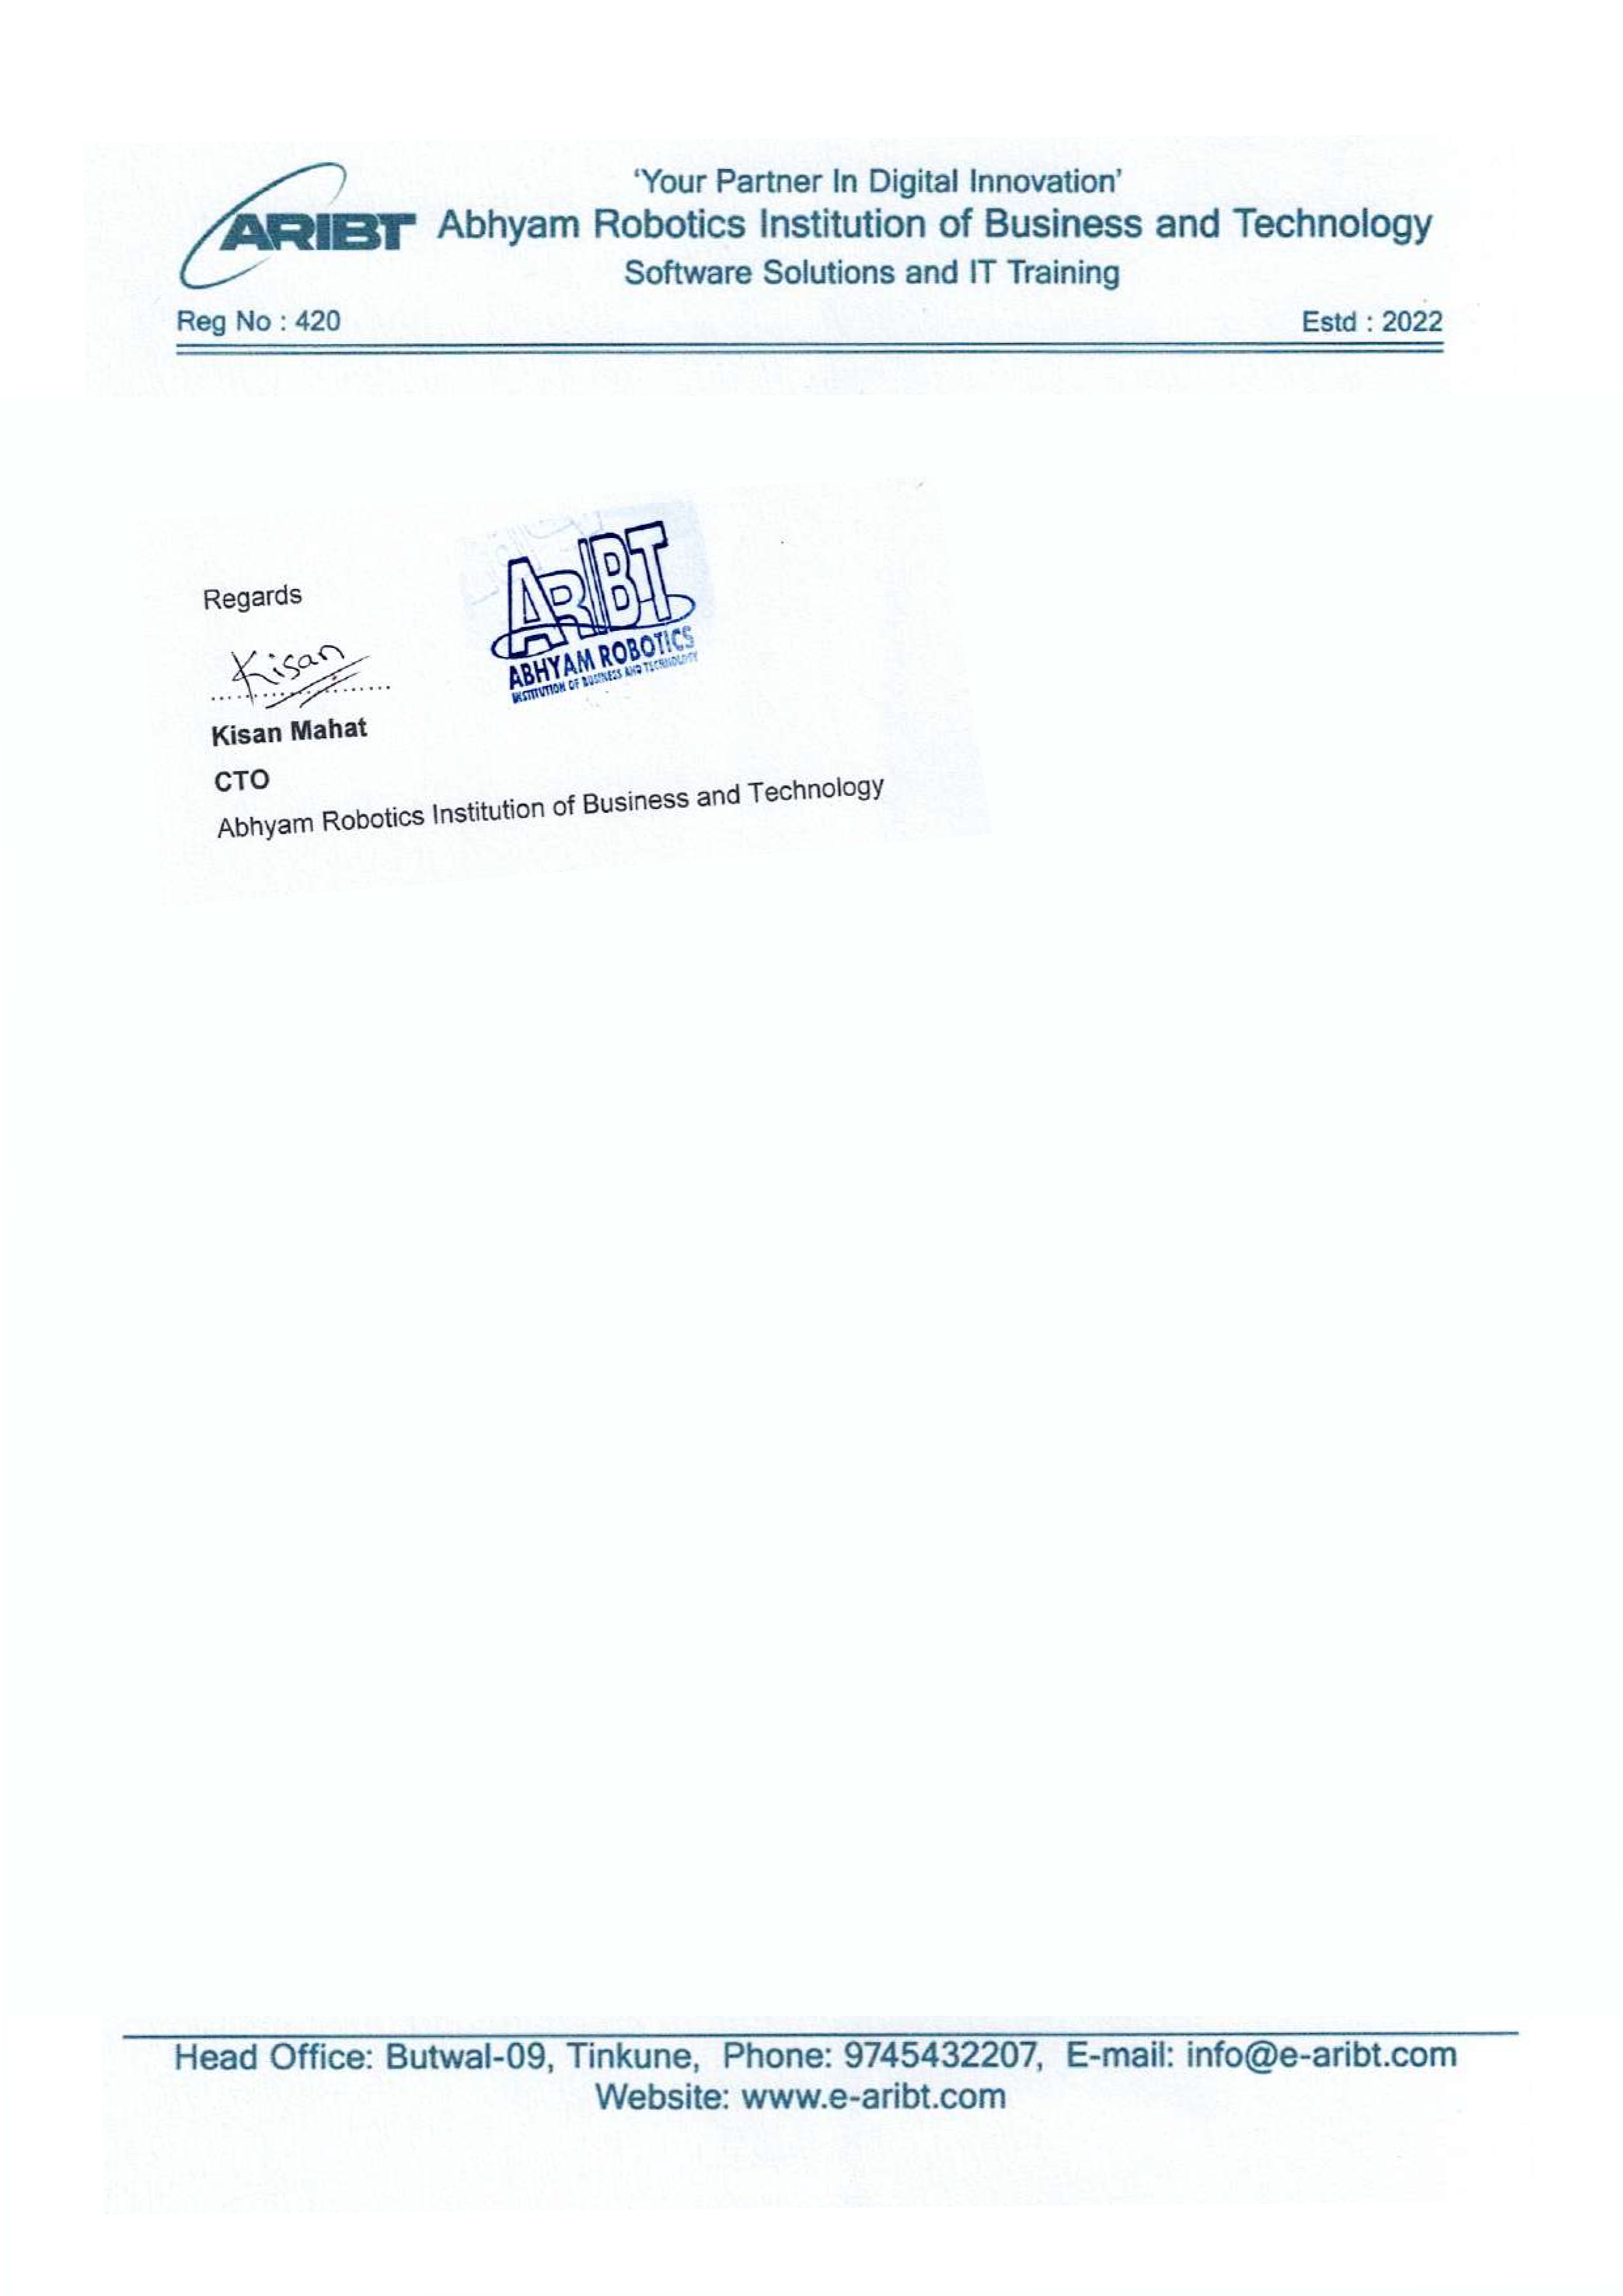 'Your Partner In Digital Innovation'
ARIBT Abhyam Robotics Institution of Business and Technology
Software Solutions and IT Training
Reg No : 420 Estd : 2022
Regards
Kisan
Kisan Mahat
CTO
Abhyam Robotics Institution of Business and Technology
ARIBT
ABHYAM ROBOTICS
INSTITUTION OF BUSINESS AND TECHNOLOGY
Head Office: Butwal-09, Tinkune, Phone: 9745432207, E-mail: info@e-aribt.com
Website: www.e-aribt.com